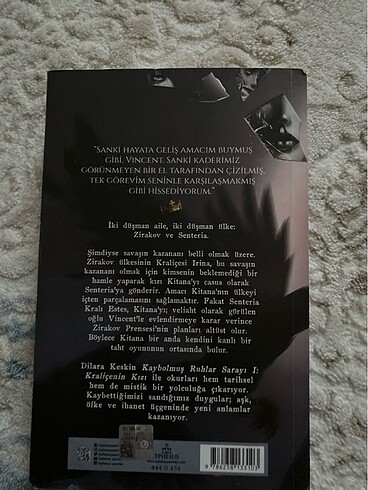 "SANKİ HAYATA GELİŞ AMACIM BUYMUŞ
GİBİ, VINCENT. SANKİ KADERİMİZ
GÖRÜNMEYEN BİR EL TARAFINDAN ÇİZİLMİŞ,
TEK GÖREVİM SENİNLE KARŞILAŞMAKMIŞ
GİBİ HİSSEDİYORUM."
İki düşman aile, iki düşman ülke:
Zirakov ve Senteria.
Şimdiyse savaşın kazananı belli olmak üzere.
Zirakov ülkesinin Kraliçesi Irina, bu savaşın
kazananı olmak için kimsenin beklemediği bir
hamle yaparak kızı Kitana'yı casus olarak
Senteria'ya gönderir. Amacı Kitana'nın ülkeyi
içten parçalamasını sağlamaktır. Fakat Senteria
Kralı Estes, Kitana'yı; veliaht olarak görülen
oğlu Vincent'le evlendirmeye karar verince
Zirakov Prensesi'nin planları altüst olur.
Böylece Kitana bir anda kendini kanlı bir
taht oyununun ortasında bulur.
Dilara Keskin Kaybolmuş Ruhlar Sarayı I:
Kraliçenin Kızı ile okurları hem tarihsel
hem de mistik bir yolculuğa çıkarıyor.
Kaybettiğimizi sandığımız duygular; aşk,
öfke ve ihanet üçgeninde yeni anlamlar
kazanıyor.
EPHESUS
444 0 434
9 786258 133103